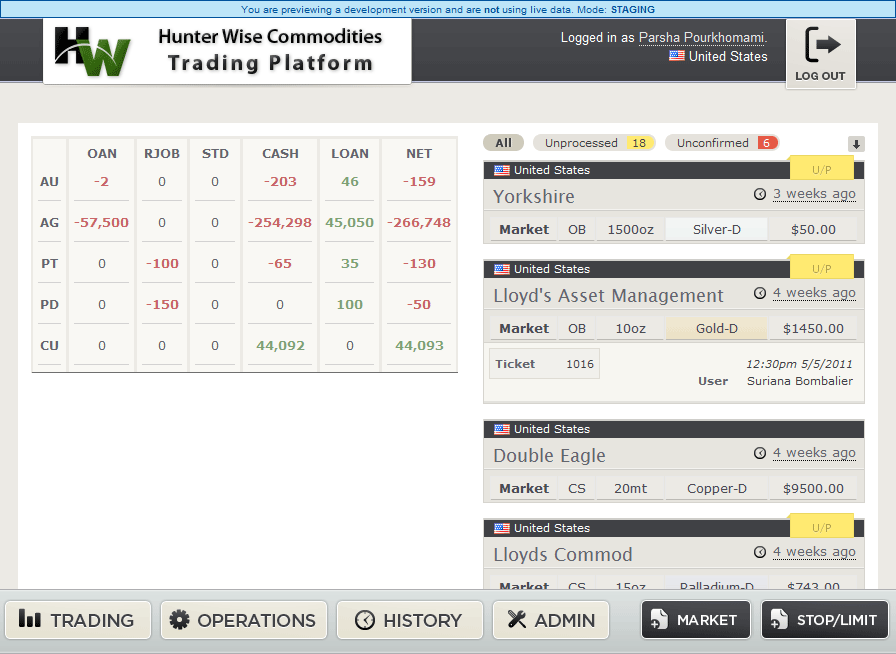 You are previewing a development version and are not using live data. Mode: STAGING
HW
Hunter Wise Commodities
Trading Platform
Logged in as Parsha Pourkhomami.
United States
LOG OUT
OAN RJOB STD CASH LOAN NET
AU -2 0 0 -203 46 -159
AG -57,500 0 0 -254,298 45,050 -266,748
PT 0 -100 0 -65 35 -130
PD 0 -150 0 0 100 -50
CU 0 0 0 44,092 0 44,093
All Unprocessed 18 Unconfirmed 6
United States U/P
Yorkshire 3 weeks ago
Market OB 1500oz Silver-D $50.00
United States U/P
Lloyd's Asset Management 4 weeks ago
Market OB 10oz Gold-D $1450.00
Ticket 1016 12:30pm 5/5/2011
User Suriana Bombalier
United States
Double Eagle 4 weeks ago
Market CS 20mt Copper-D $9500.00
United States U/P
Lloyds Commod 4 weeks ago
Market CS 15oz Palladium-D $743.00
TRADING OPERATIONS HISTORY ADMIN MARKET STOP/LIMIT